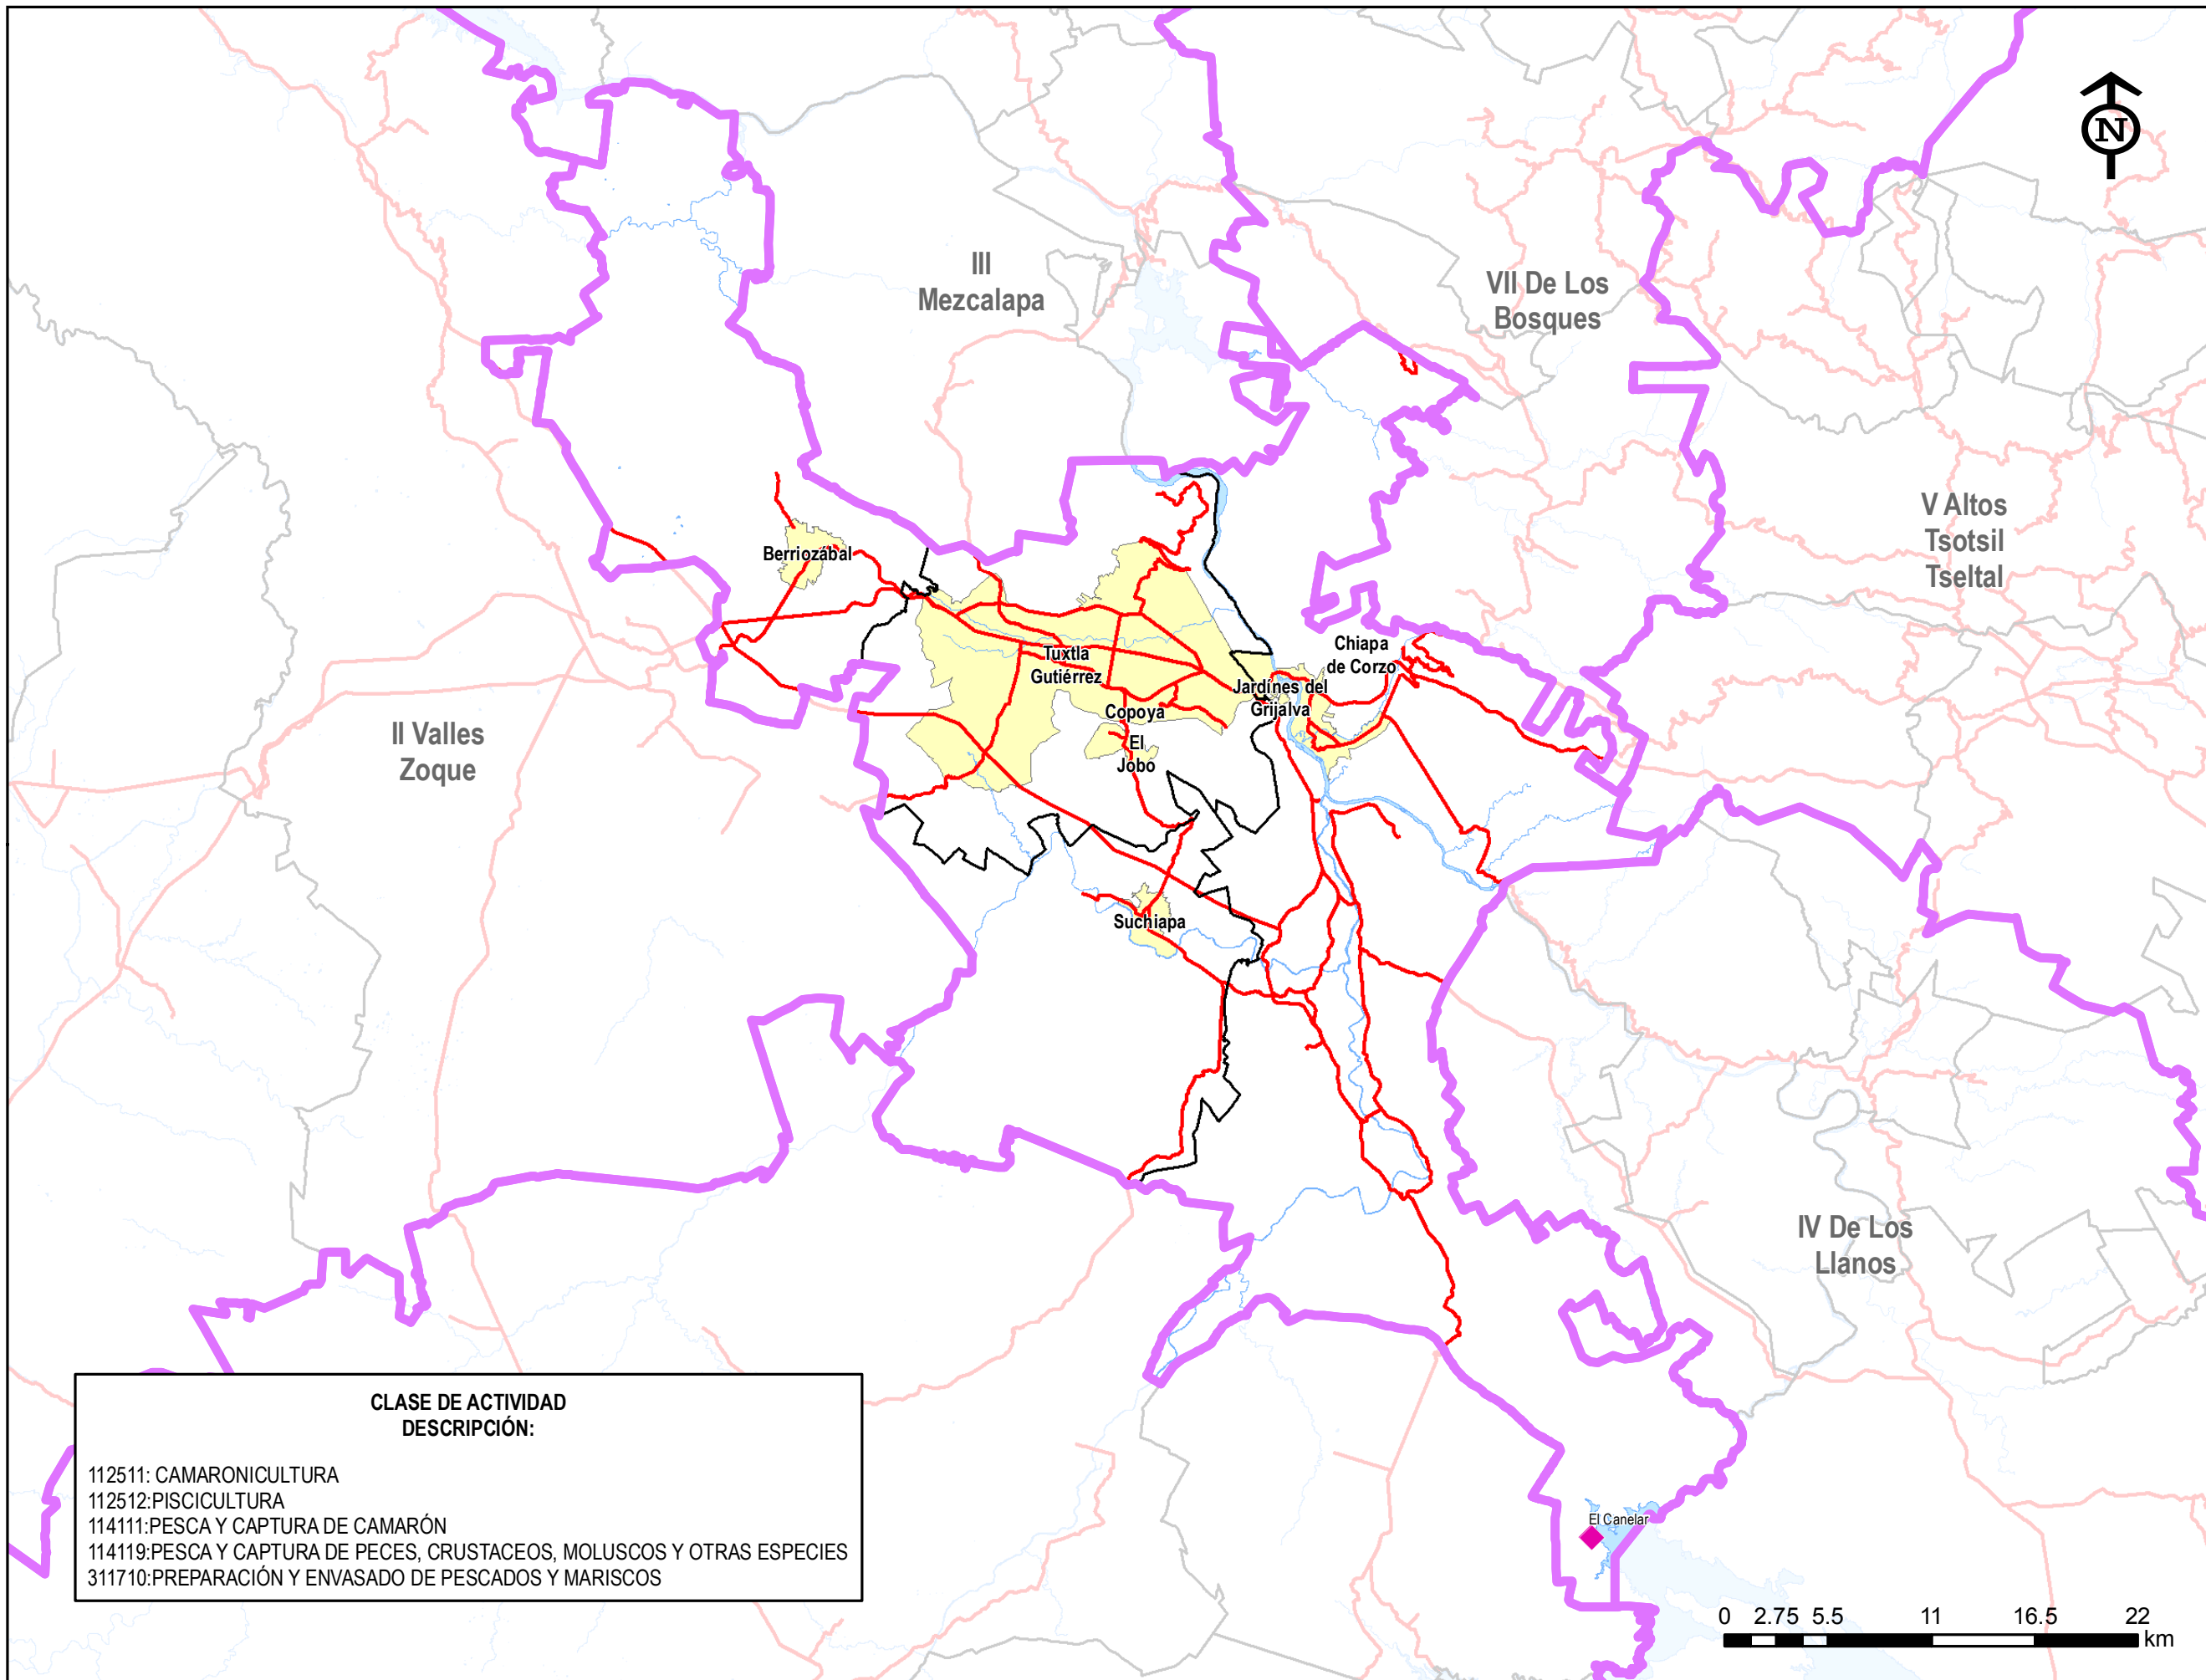 N
III
Mezcalapa
VII De Los
Bosques
V Altos
Tsotsil
Tseltal
Berriozábal
Chiapa
de Corzo
Tuxtla
Gutiérrez
Jardínes del
Grijalva
Copoya
El
Jobo
II Valles
Zoque
Suchiapa
IV De Los
Llanos
CLASE DE ACTIVIDAD
DESCRIPCIÓN:
112511: CAMARONICULTURA
112512:PISCICULTURA
114111:PESCA Y CAPTURA DE CAMARÓN
114119:PESCA Y CAPTURA DE PECES, CRUSTACEOS, MOLUSCOS Y OTRAS ESPECIES
311710:PREPARACIÓN Y ENVASADO DE PESCADOS Y MARISCOS
El Canelar
0 2.75 5.5 11 16.5 22
km